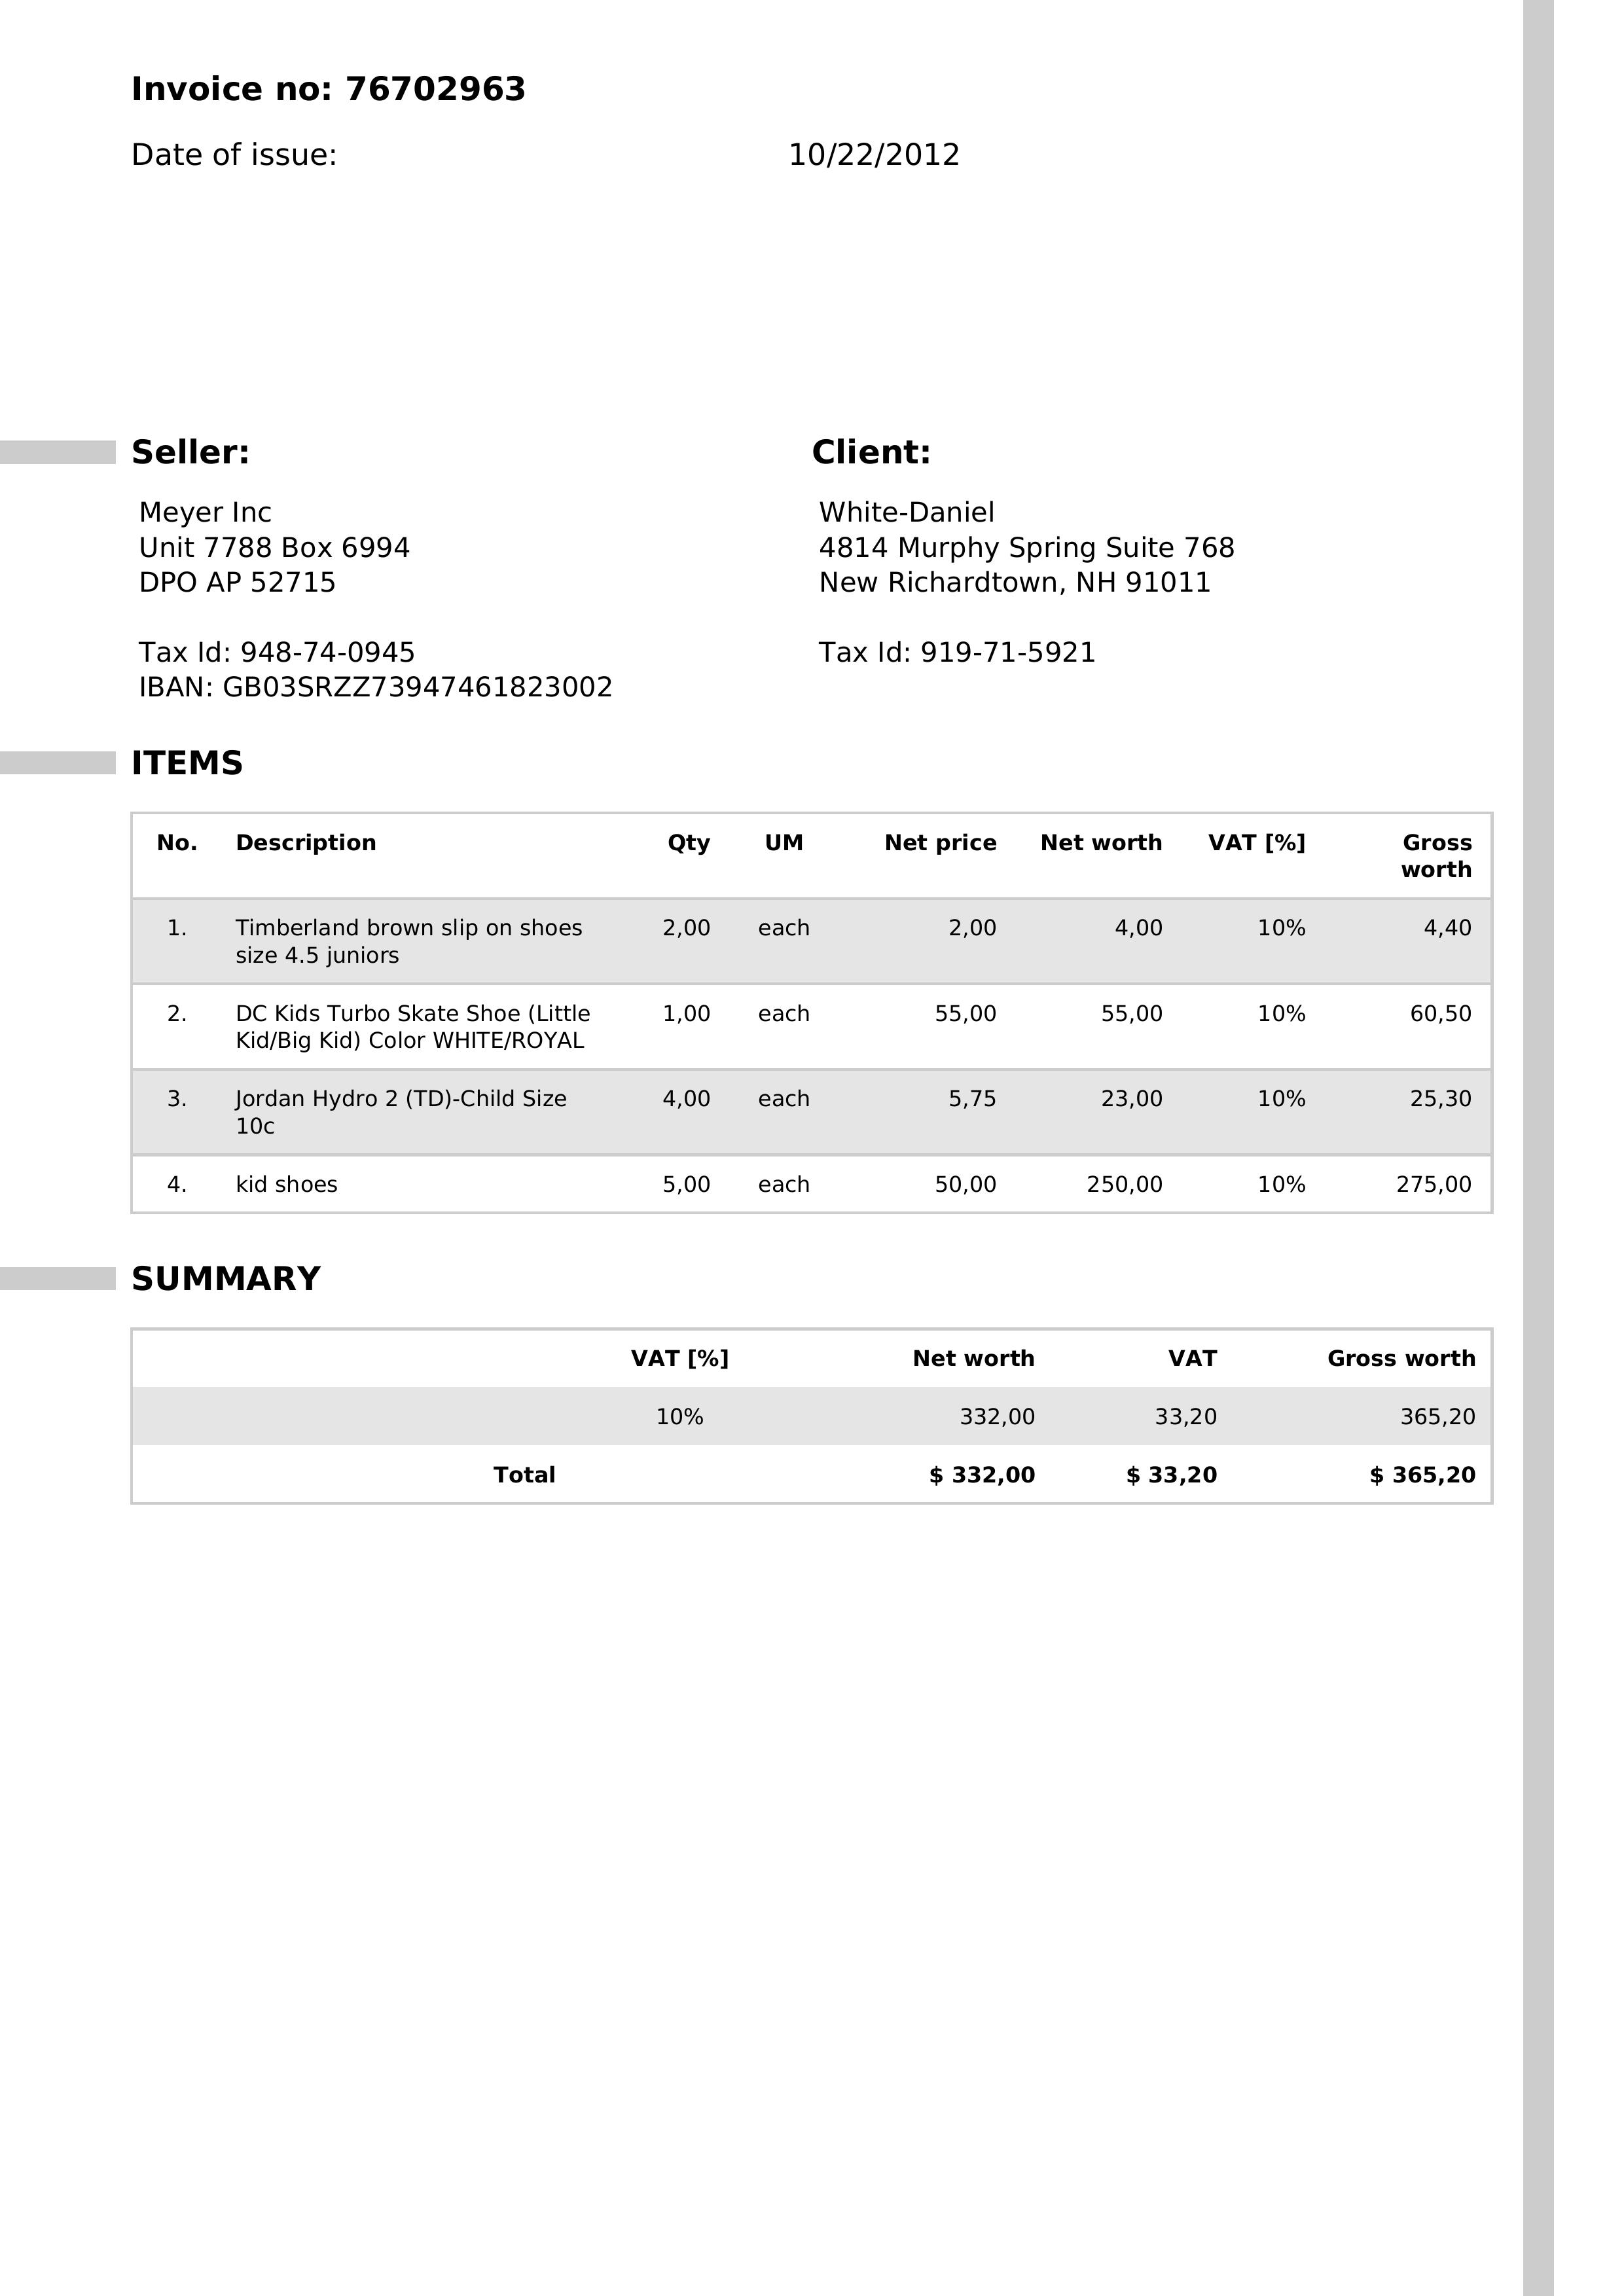 Invoice no: 76702963
Date of issue: 10/22/2012
Seller:
Meyer Inc
Unit 7788 Box 6994
DPO AP 52715
Tax Id: 948-74-0945
IBAN: GB03SRZZ73947461823002
Client:
White-Daniel
4814 Murphy Spring Suite 768
New Richardtown, NH 91011
Tax Id: 919-71-5921
ITEMS
No. Description Qty UM Net price Net worth VAT [%] Gross
worth
1. Timberland brown slip on shoes 2,00 each 2,00 4,00 10% 4,40
size 4.5 juniors
2. DC Kids Turbo Skate Shoe (Little 1,00 each 55,00 55,00 10% 60,50
Kid/Big Kid) Color WHITE/ROYAL
3. Jordan Hydro 2 (TD)-Child Size 4,00 each 5,75 23,00 10% 25,30
10c
4. kid shoes 5,00 each 50,00 250,00 10% 275,00
SUMMARY
VAT [%] Net worth VAT Gross worth
10% 332,00 33,20 365,20
Total $ 332,00 $ 33,20 $ 365,20